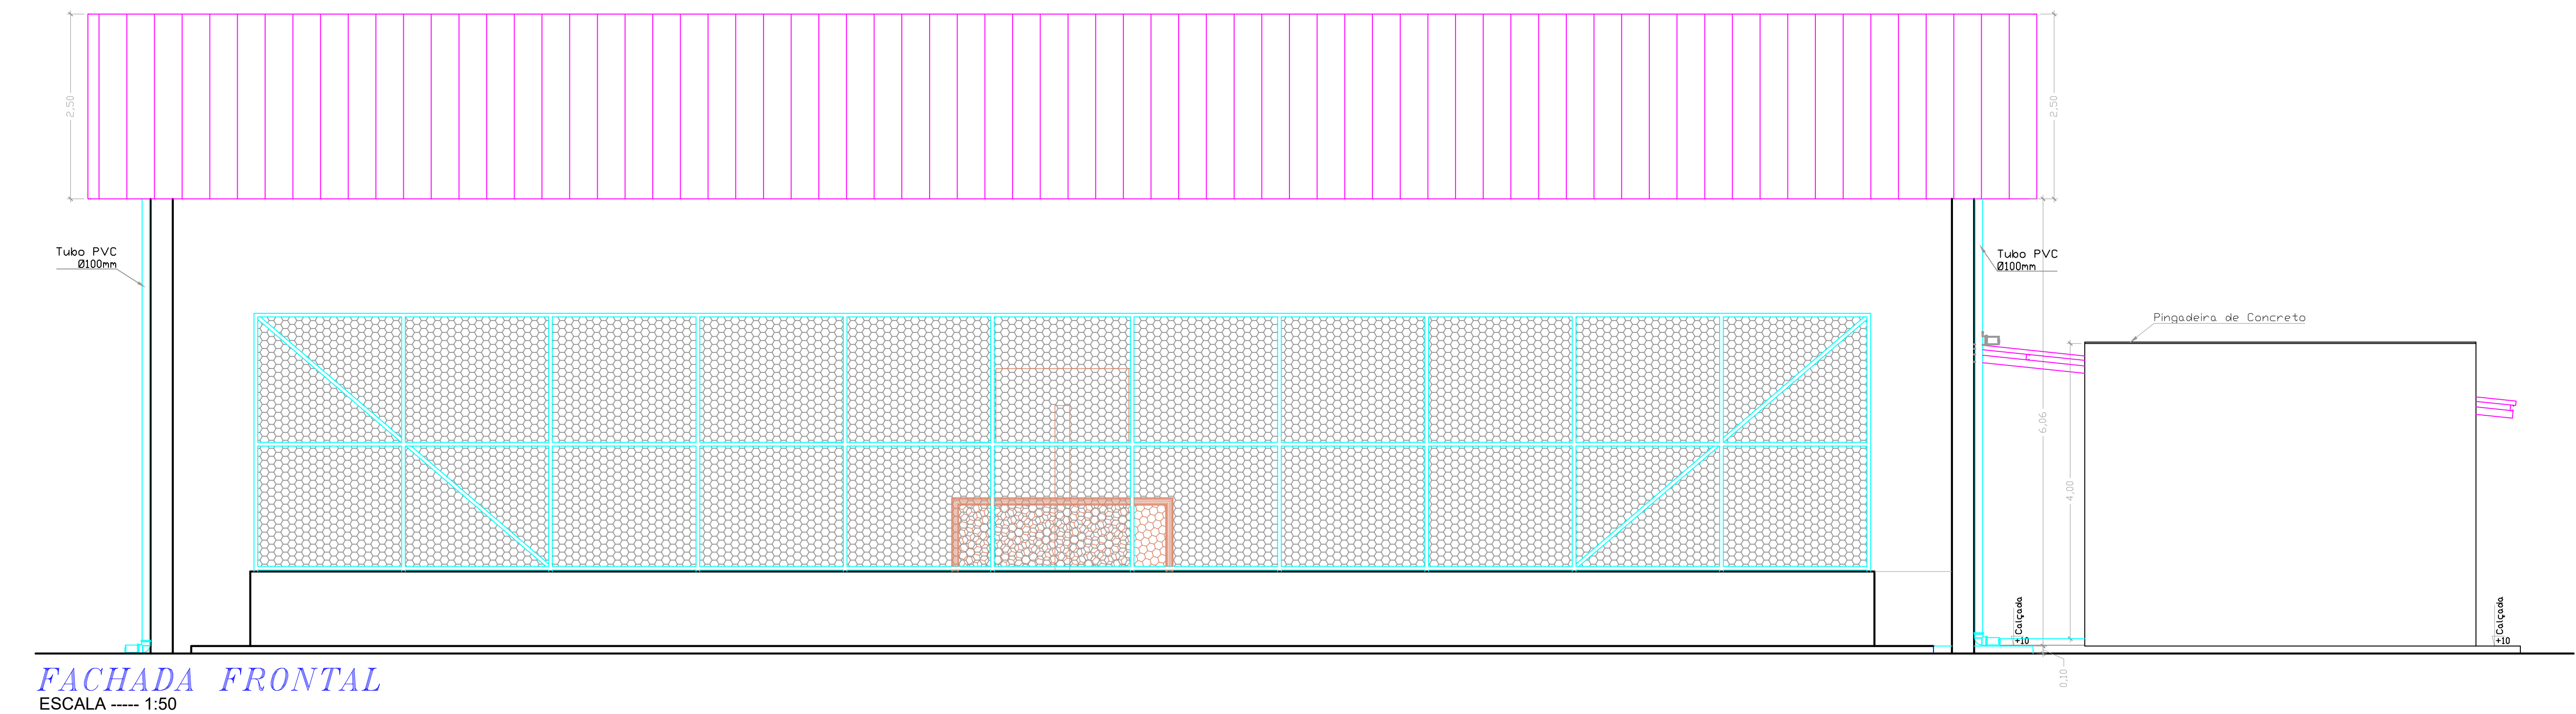 2,50
2,50
Tubo PVC
Ø100mm
Tubo PVC
Ø100mm
Pingadeira de Concreto
6,06
4,00
Calçada
+10
Calçada
+10
0,10
FACHADA FRONTAL
ESCALA ----- 1:50